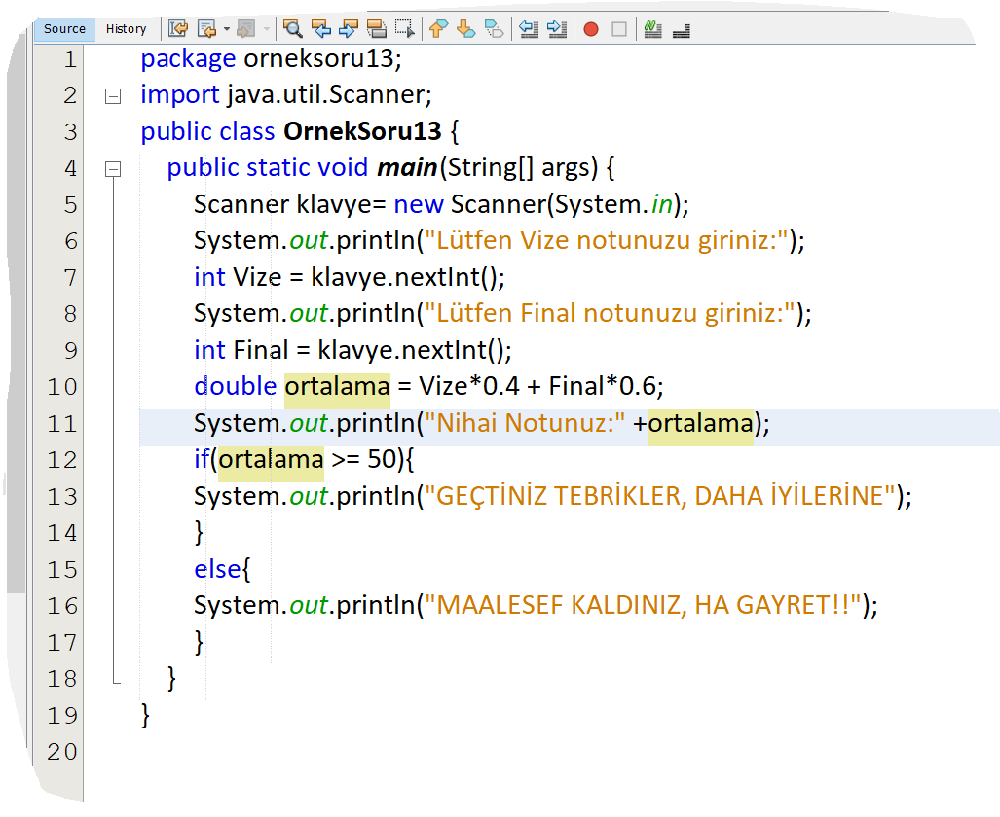 Source History
1 package orneksoru13;
2 import java.util.Scanner;
3 public class OrnekSoru13 {
4 public static void main(String[] args) {
5 Scanner klavye= new Scanner(System.in);
6 System.out.println("Lütfen Vize notunuzu giriniz:");
7 int Vize = klavye.nextInt();
8 System.out.println("Lütfen Final notunuzu giriniz:");
9 int Final = klavye.nextInt();
10 double ortalama = Vize*0.4 + Final*0.6;
11 System.out.println("Nihai Notunuz:" +ortalama);
12 if(ortalama >= 50){
13 System.out.println("GEÇTİNİZ TEBRİKLER, DAHA İYİLERİNE");
14 }
15 else{
16 System.out.println("MAALESEF KALDINIZ, HA GAYRET!!");
17 }
18 }
19 }
20